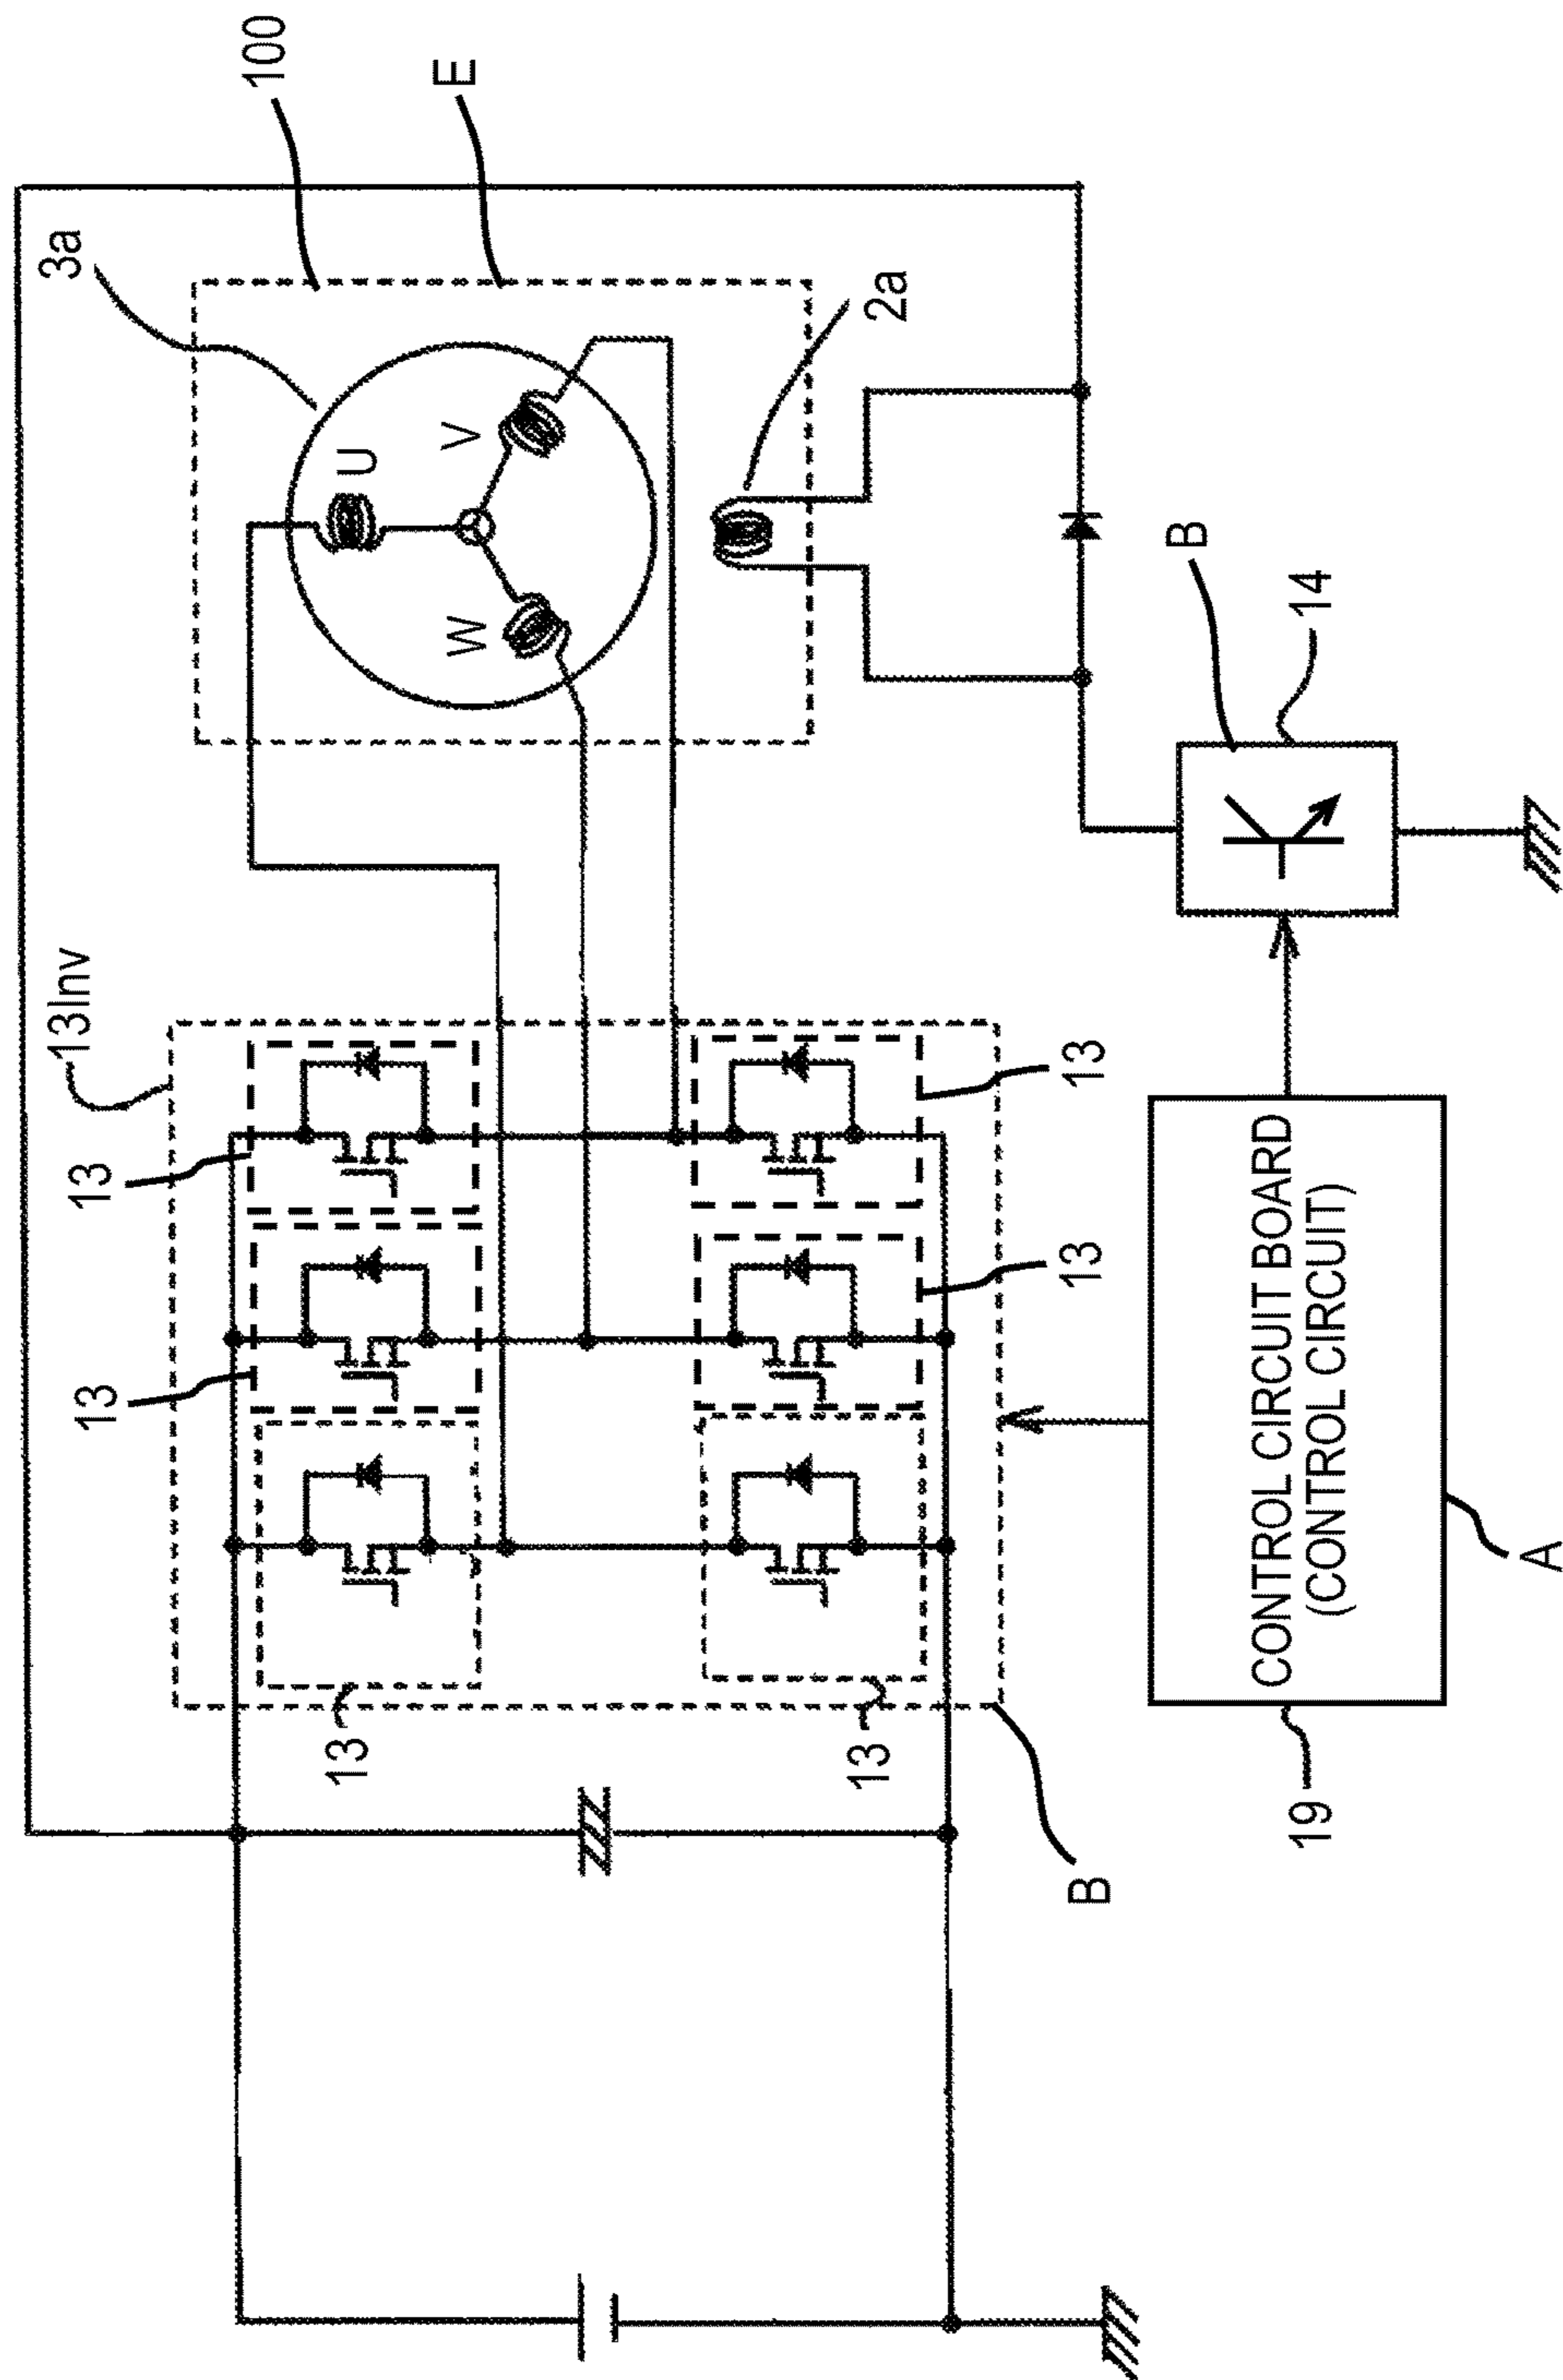 13Inv
3a
13
13
100
13
U
W
V
E
13
2a
B
13
13
B
14
19
CONTROL CIRCUIT BOARD
(CONTROL CIRCUIT)
A